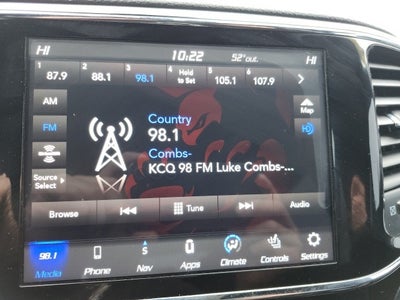 HI 10:22 52° OUT. HI
1 2 3 4 5 6
87.9 88.1 98.1 Hold to Set 105.1 107.9
AM
Map
FM
Country
98.1
Combs-
KCQ 98 FM Luke Combs-...
Source Select
Browse Tune Audio
98.1
Media Phone Nav Apps Climate Controls Settings
S